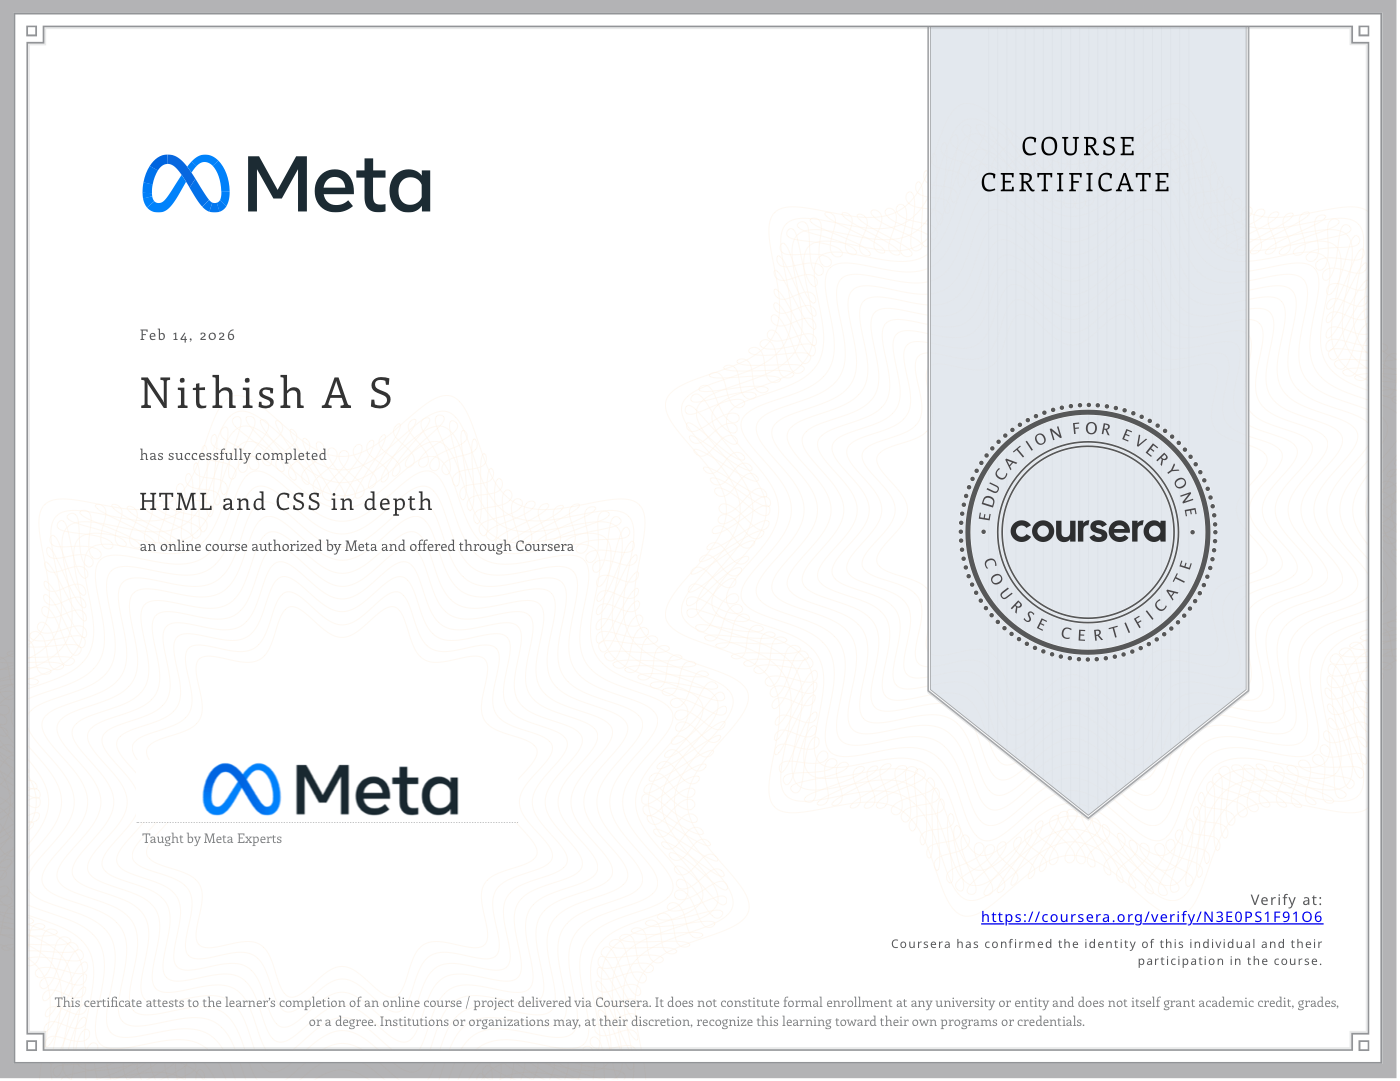 Meta
COURSE
CERTIFICATE
Feb 14, 2026
Nithish A S
has successfully completed
HTML and CSS in depth
an online course authorized by Meta and offered through Coursera
EDUCATION FOR EVERYONE
coursera
COURSE CERTIFICATE
Meta
Taught by Meta Experts
Verify at:
https://coursera.org/verify/N3E0PS1F91O6
Coursera has confirmed the identity of this individual and their
participation in the course.
This certificate attests to the learner's completion of an online course / project delivered via Coursera. It does not constitute formal enrollment at any university or entity and does not itself grant academic credit, grades,
or a degree. Institutions or organizations may, at their discretion, recognize this learning toward their own programs or credentials.